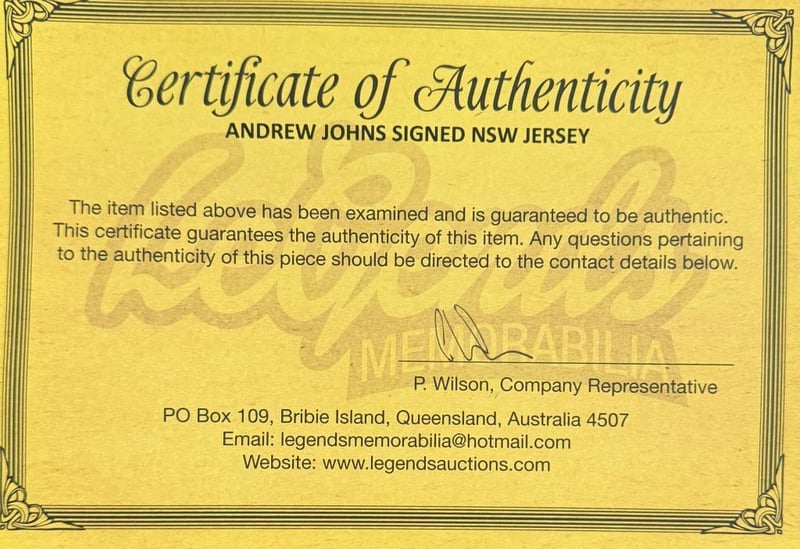 Certificate of Authenticity
ANDREW JOHNS SIGNED NSW JERSEY
The item listed above has been examined and is guaranteed to be authentic.
This certificate guarantees the authenticity of this item. Any questions pertaining
to the authenticity of this piece should be directed to the contact details below.
Legends
MEMORABILIA
P. Wilson, Company Representative
PO Box 109, Bribie Island, Queensland, Australia 4507
Email: legendsmemorabilia@hotmail.com
Website: www.legendsauctions.com